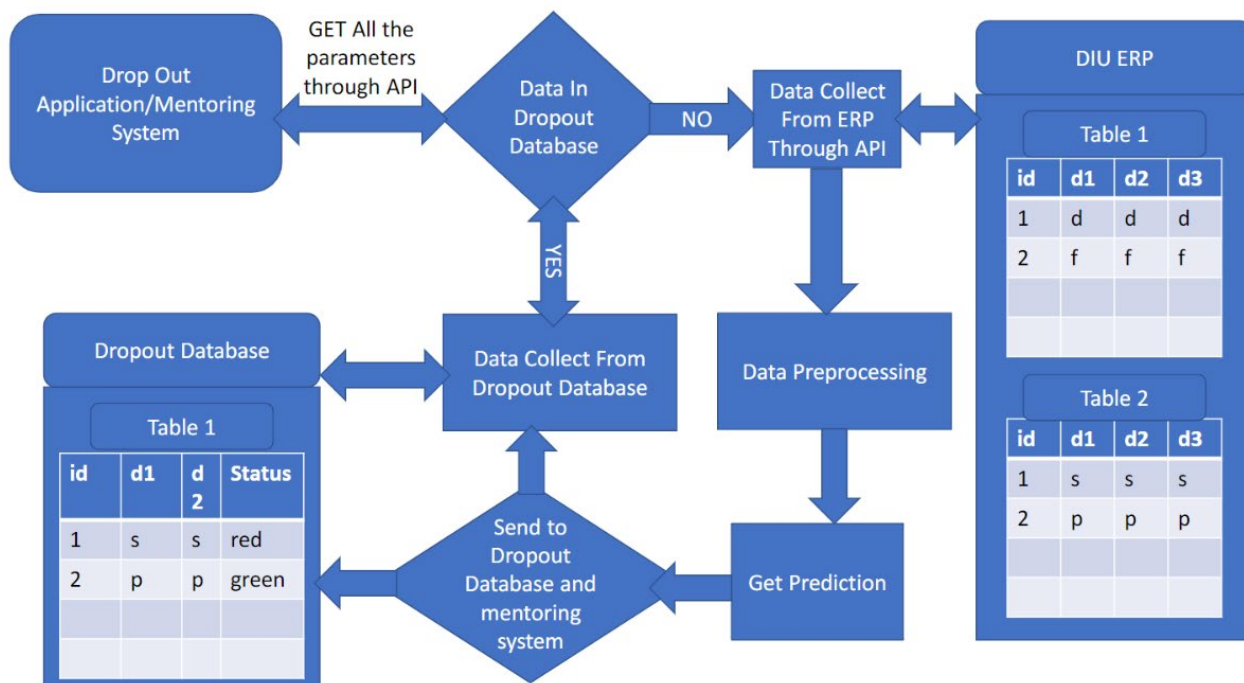 GET All the
parameters
through API
Drop Out
Application/Mentoring
System
Data In
Dropout
Database
NO
Data Collect
From ERP
Through API
DIU ERP
Table 1
id d1 d2 d3
1 d d d
2 f f f
YES
Dropout Database
Data Collect From
Dropout Database
Data Preprocessing
Table 2
id d1 d2 d3
1 s s s
2 p p p
Table 1
id d1 d Status
2
1 s s red
2 p p green
Send to
Dropout
Database and
mentoring
system
Get Prediction